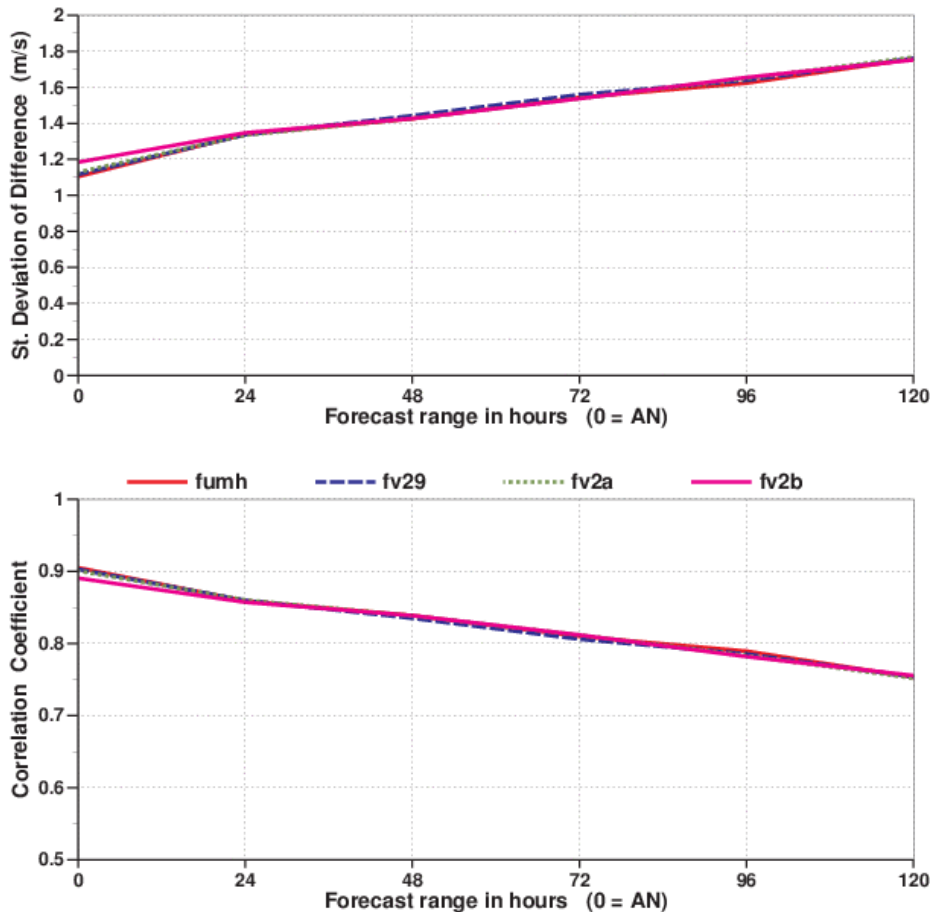 St. Deviation of Difference (m/s)
2
1.8
1.6
1.4
1.2
1
0.8
0.6
0.4
0.2
0
0 24 48 72 96 120
Forecast range in hours (0 = AN)
fumh fv29 fv2a fv2b
Correlation Coefficient
1
0.9
0.8
0.7
0.6
0.5
0 24 48 72 96 120
Forecast range in hours (0 = AN)